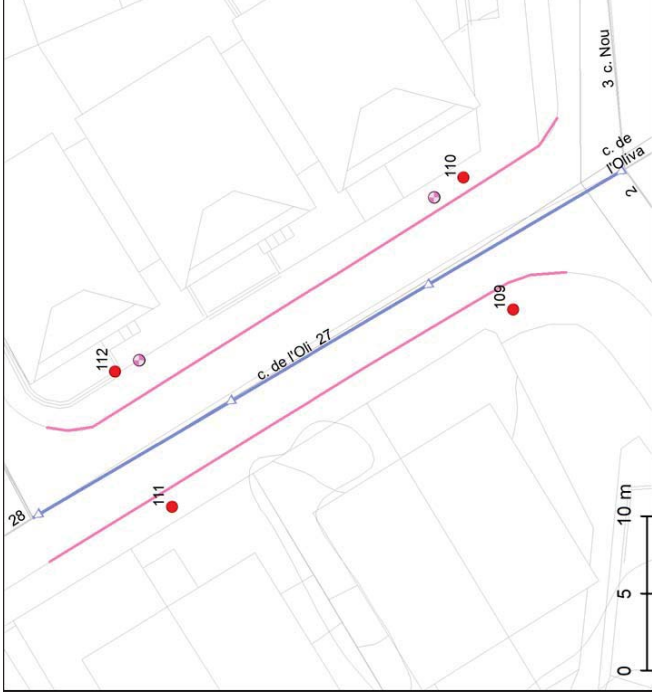 3 c. Nou
c. de
l'Oliva
2
110
109
112
c. de l'Oli 27
111
28
0 5 10 m